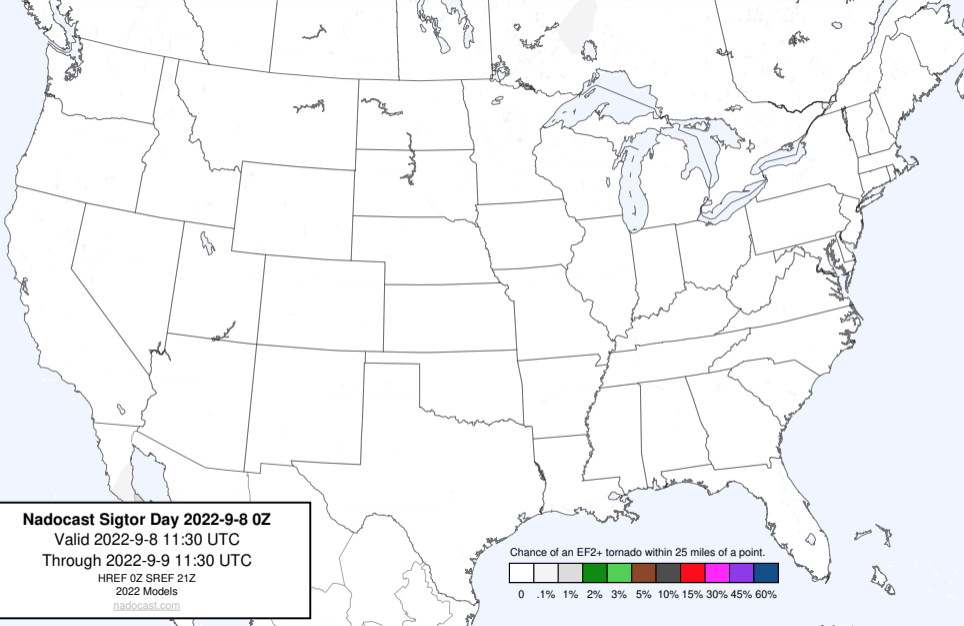 Nadocast Sigtor Day 2022-9-8 0Z
Valid 2022-9-8 11:30 UTC
Through 2022-9-9 11:30 UTC
HREF 0Z SREF 21Z
2022 Models
nadocast.com
Chance of an EF2+ tornado within 25 miles of a point.
0 .1% 1% 2% 3% 5% 10% 15% 30% 45% 60%